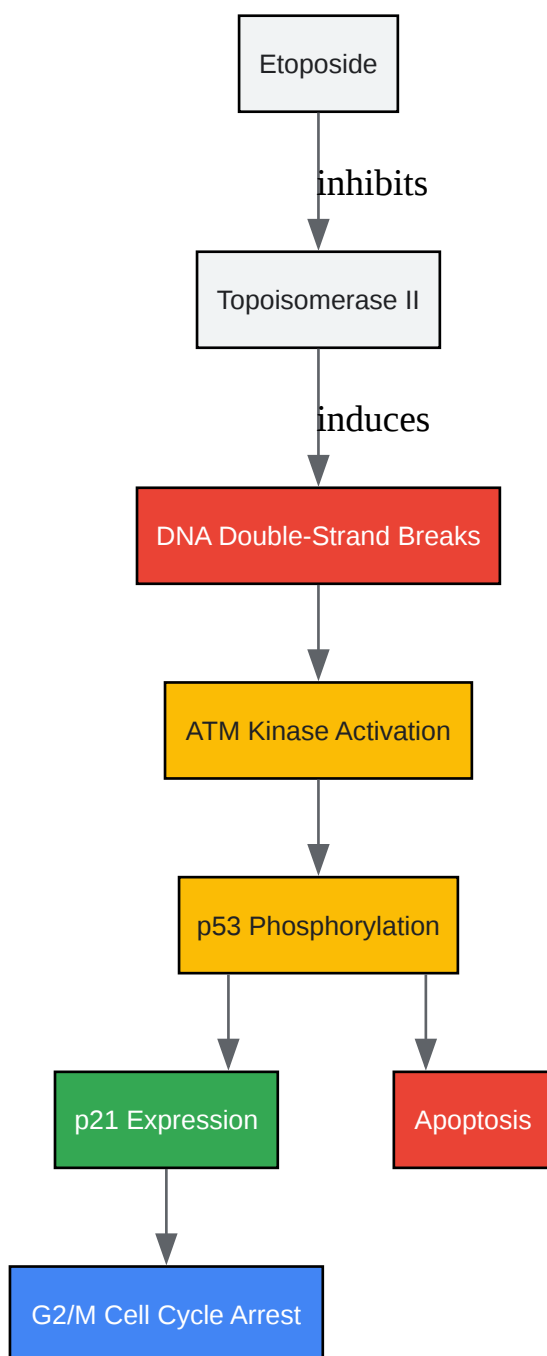 Etoposide
inhibits
Topoisomerase II
induces
DNA Double-Strand Breaks
ATM Kinase Activation
p53 Phosphorylation
p21 Expression
Apoptosis
G2/M Cell Cycle Arrest